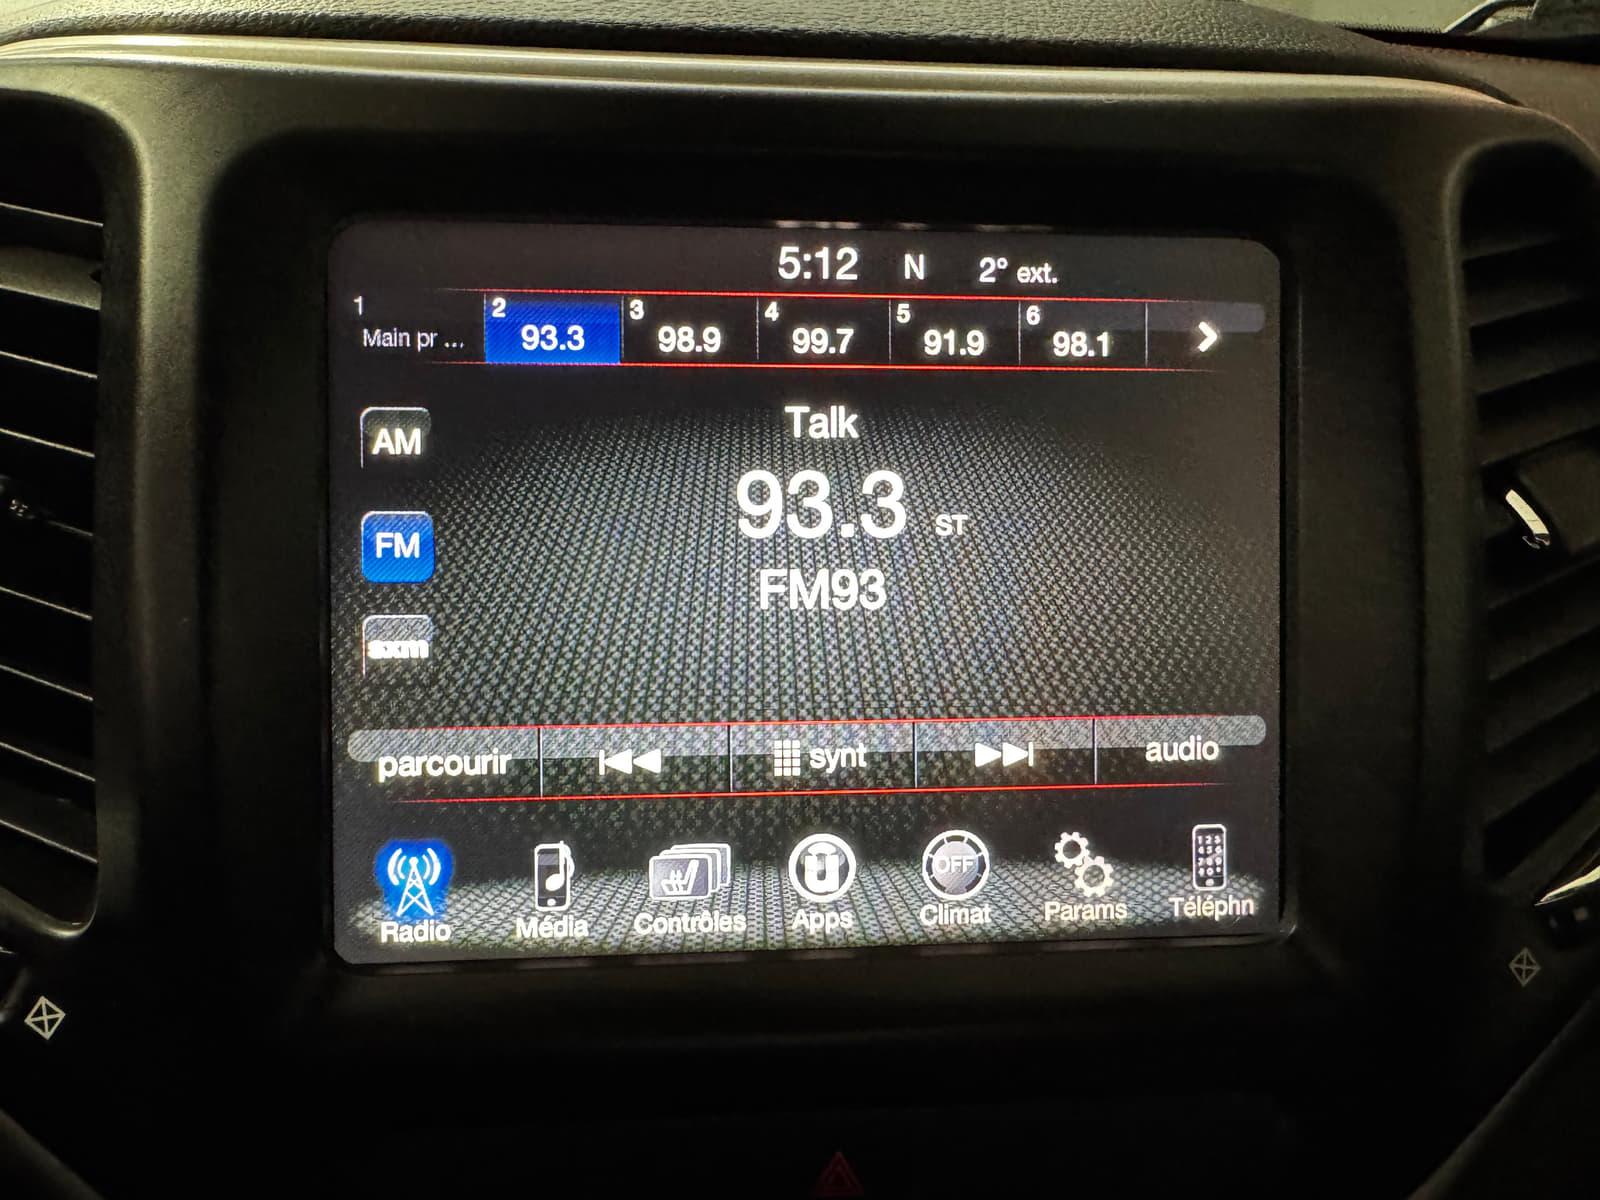 5:12 N 2° ext.
1 2 3 4 5 6
Main pr ... 93.3 98.9 99.7 91.9 98.1
Talk
AM
93.3 ST
FM
FM93
sxm
parcourir synt audio
OFF
Radio Média Contrôles Apps Climat Params Téléphn